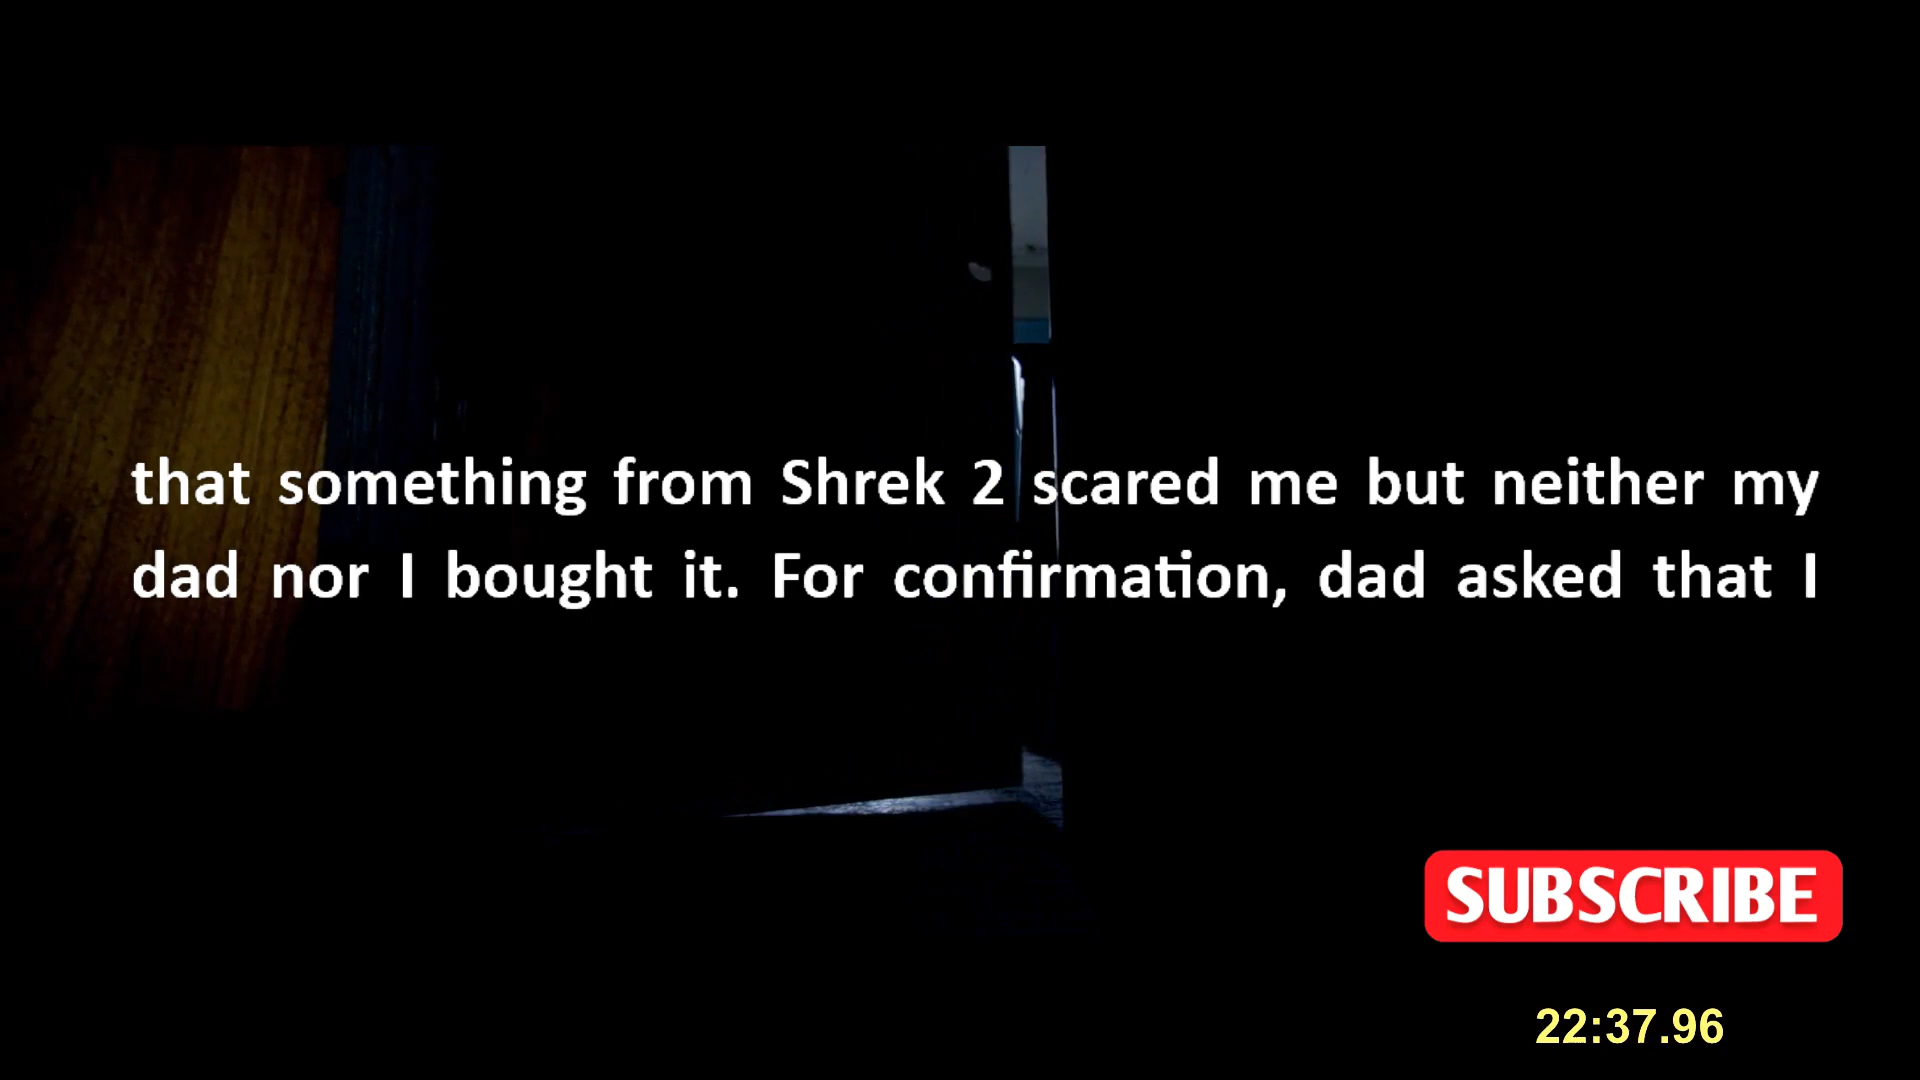 that something from Shrek 2 scared me but neither my
dad nor I bought it. For confirmation, dad asked that I
SUBSCRIBE
22:37.96